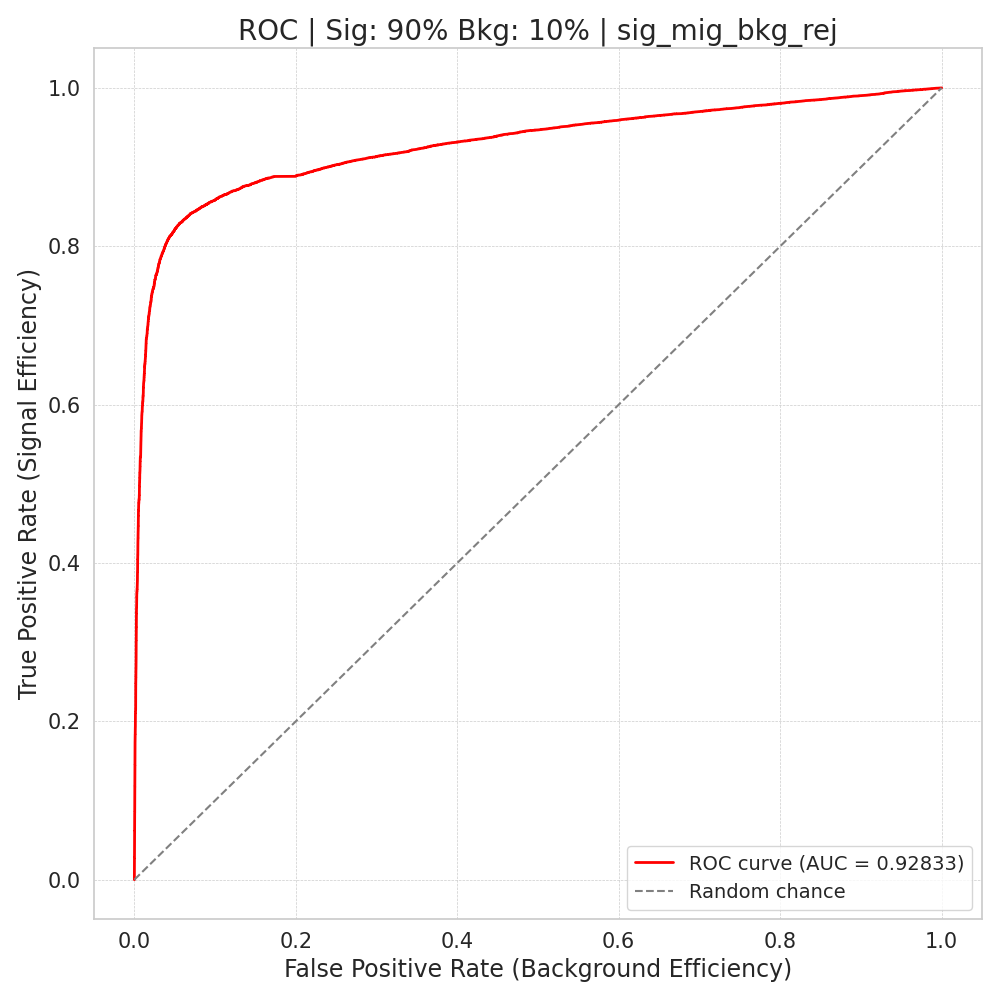 ROC | Sig: 90% Bkg: 10% | sig_mig_bkg_rej
True Positive Rate (Signal Efficiency)
1.0
0.8
0.6
0.4
0.2
0.0
ROC curve (AUC = 0.92833)
Random chance
0.0 0.2 0.4 0.6 0.8 1.0
False Positive Rate (Background Efficiency)